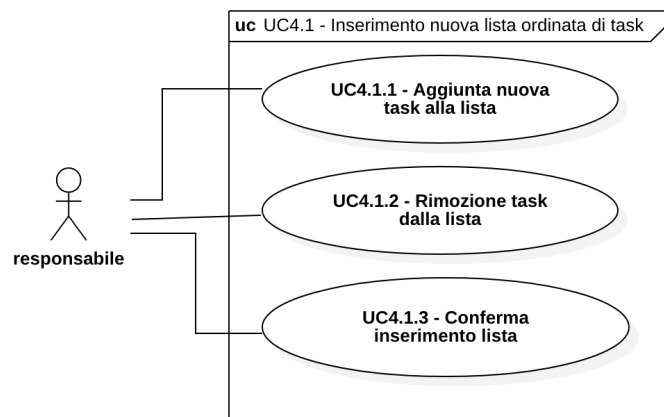 uc UC4.1 - Inserimento nuova lista ordinata di task
UC4.1.1 - Aggiunta nuova
task alla lista
UC4.1.2 - Rimozione task
dalla lista
responsabile
UC4.1.3 - Conferma
inserimento lista